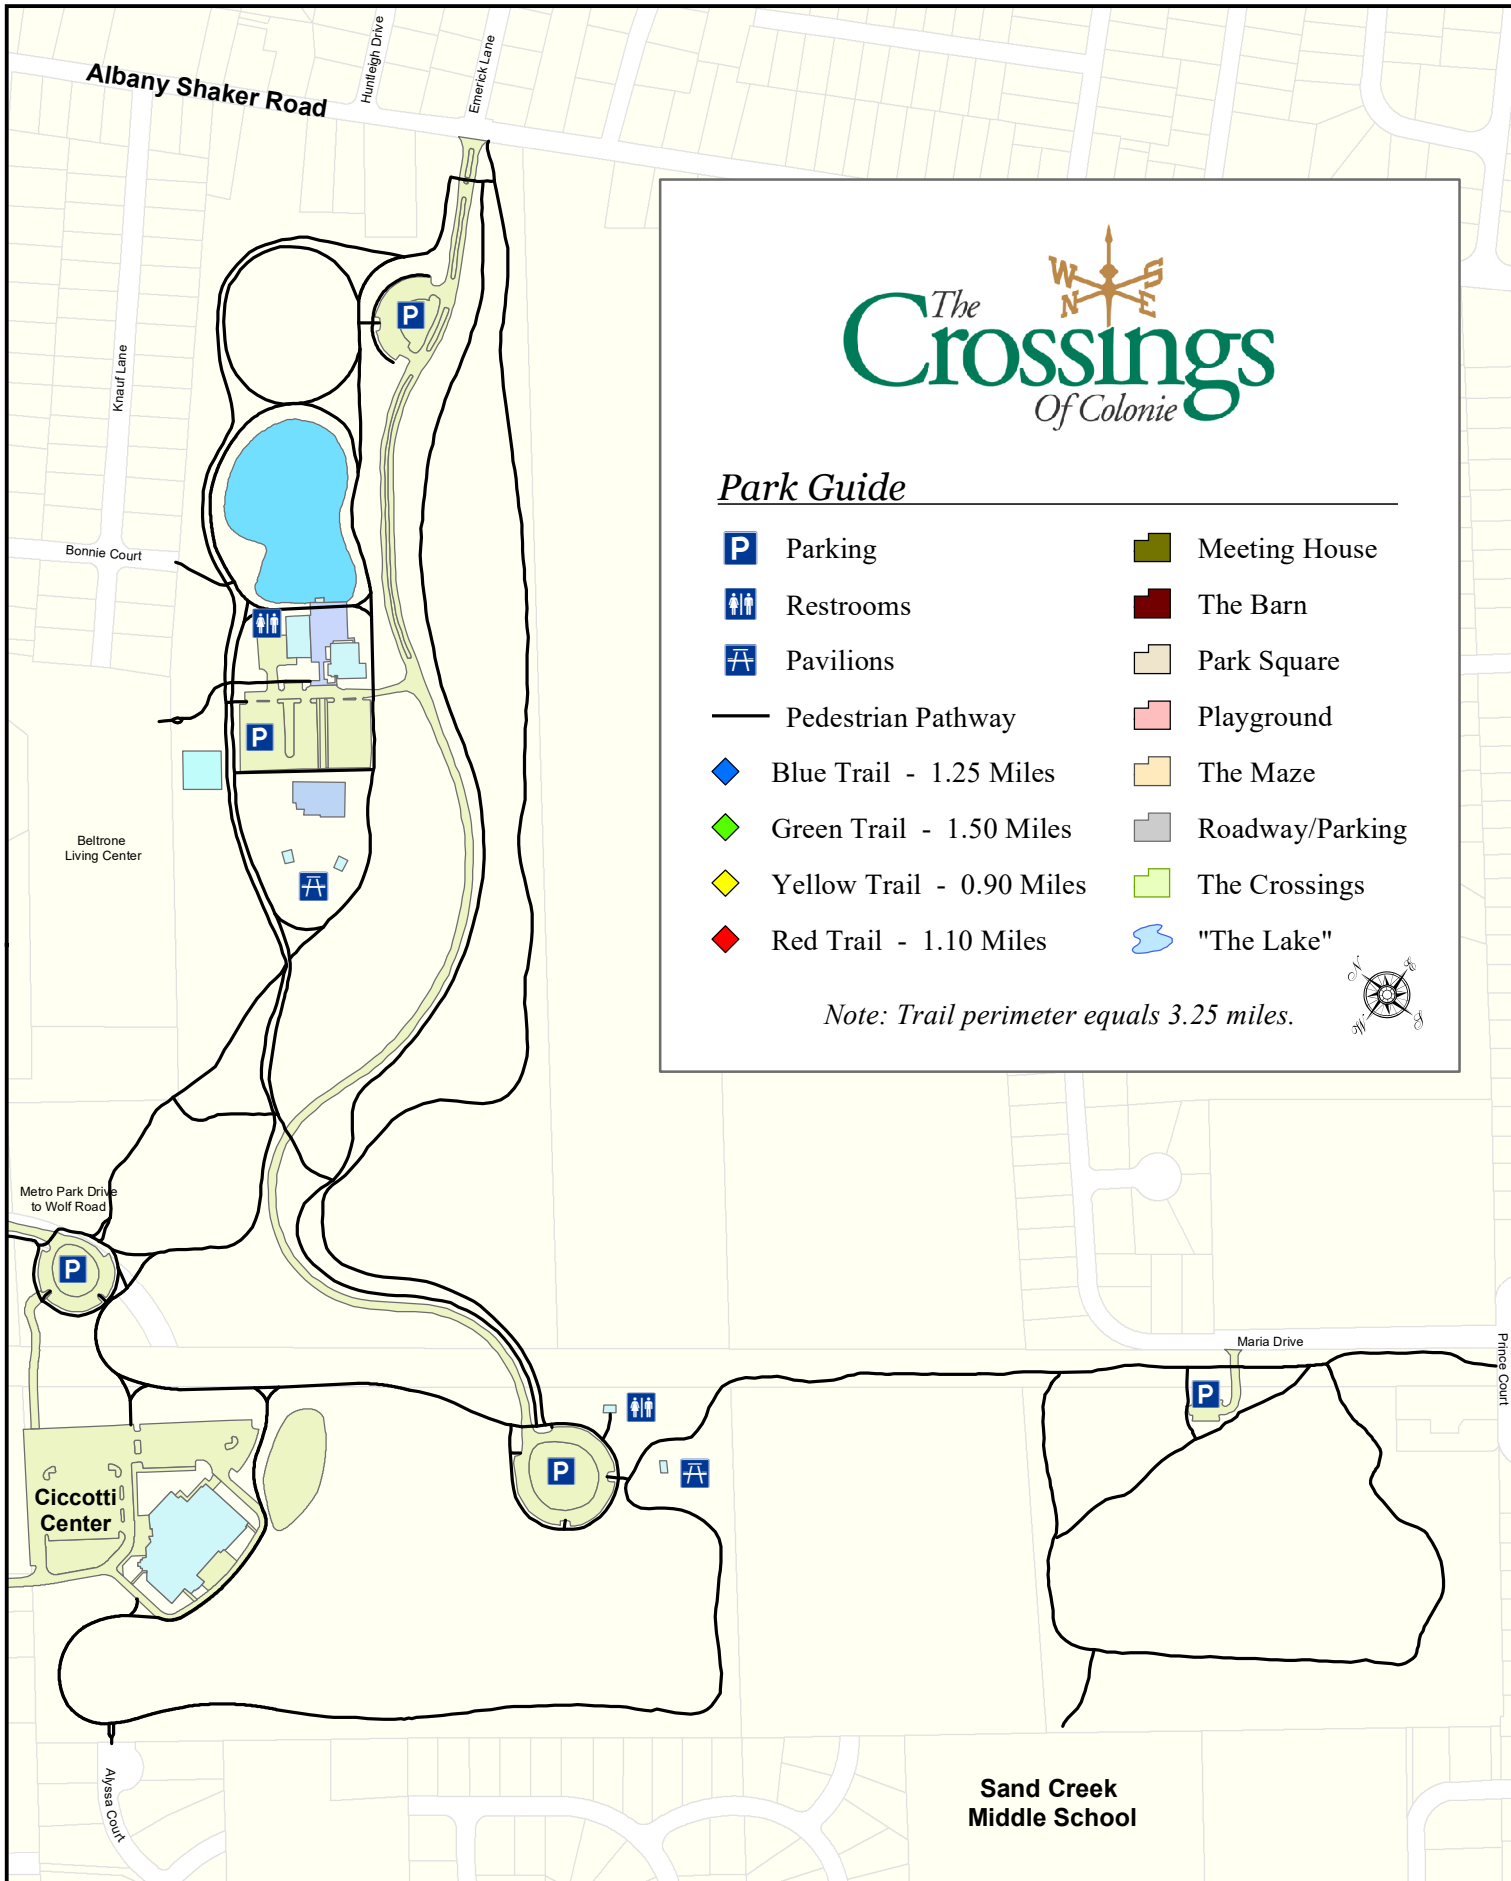 Albany Shaker Road
Huntleigh Drive
Emerick Lane
Knauf Lane
Bonnie Court
P
P
Beltrone
Living Center
Metro Park Drive
to Wolf Road
P
Ciccotti
Center
P
Alyssa Court
Maria Drive
P
Prince Court
Sand Creek
Middle School
W S
N E
The
Crossings
Of Colonie
Park Guide
P Parking
Restrooms
Pavilions
Pedestrian Pathway
Blue Trail - 1.25 Miles
Green Trail - 1.50 Miles
Yellow Trail - 0.90 Miles
Red Trail - 1.10 Miles
Meeting House
The Barn
Park Square
Playground
The Maze
Roadway/Parking
The Crossings
"The Lake"
N E
W S
Note: Trail perimeter equals 3.25 miles.